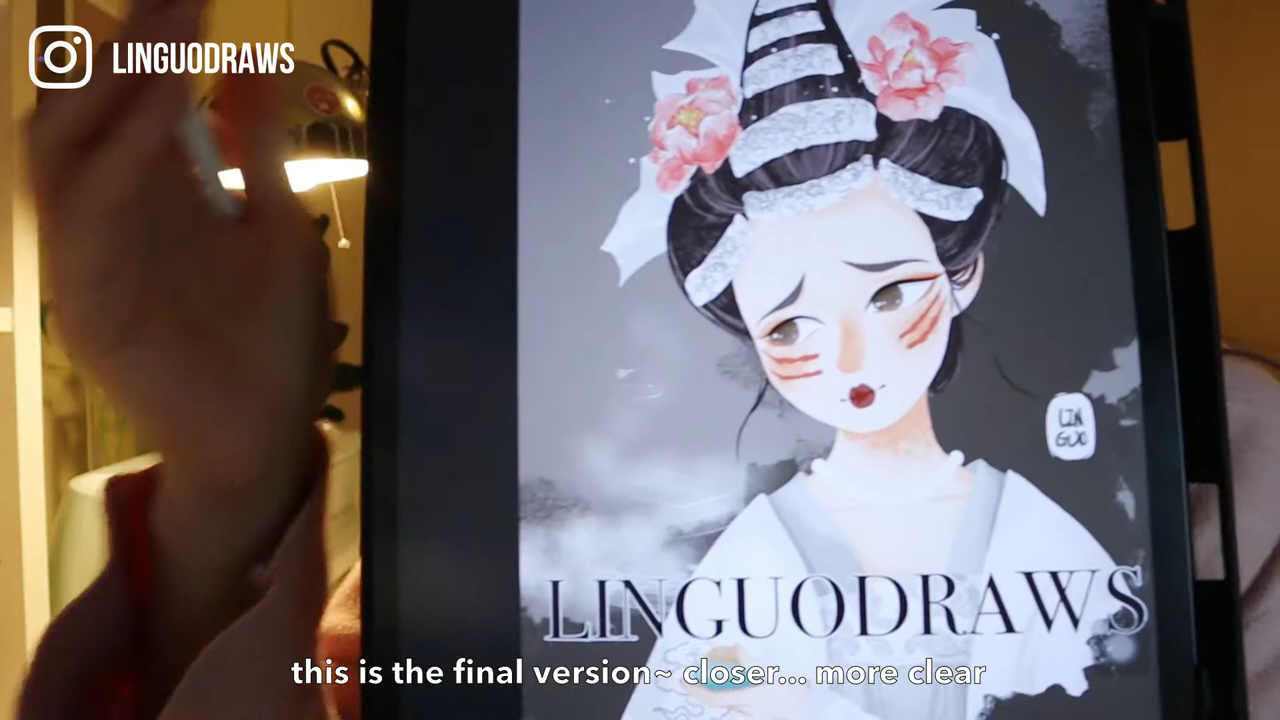 LINGUODRAWS
LIN
GUO
LINGUODRAWS
this is the final version~ closer... more clear